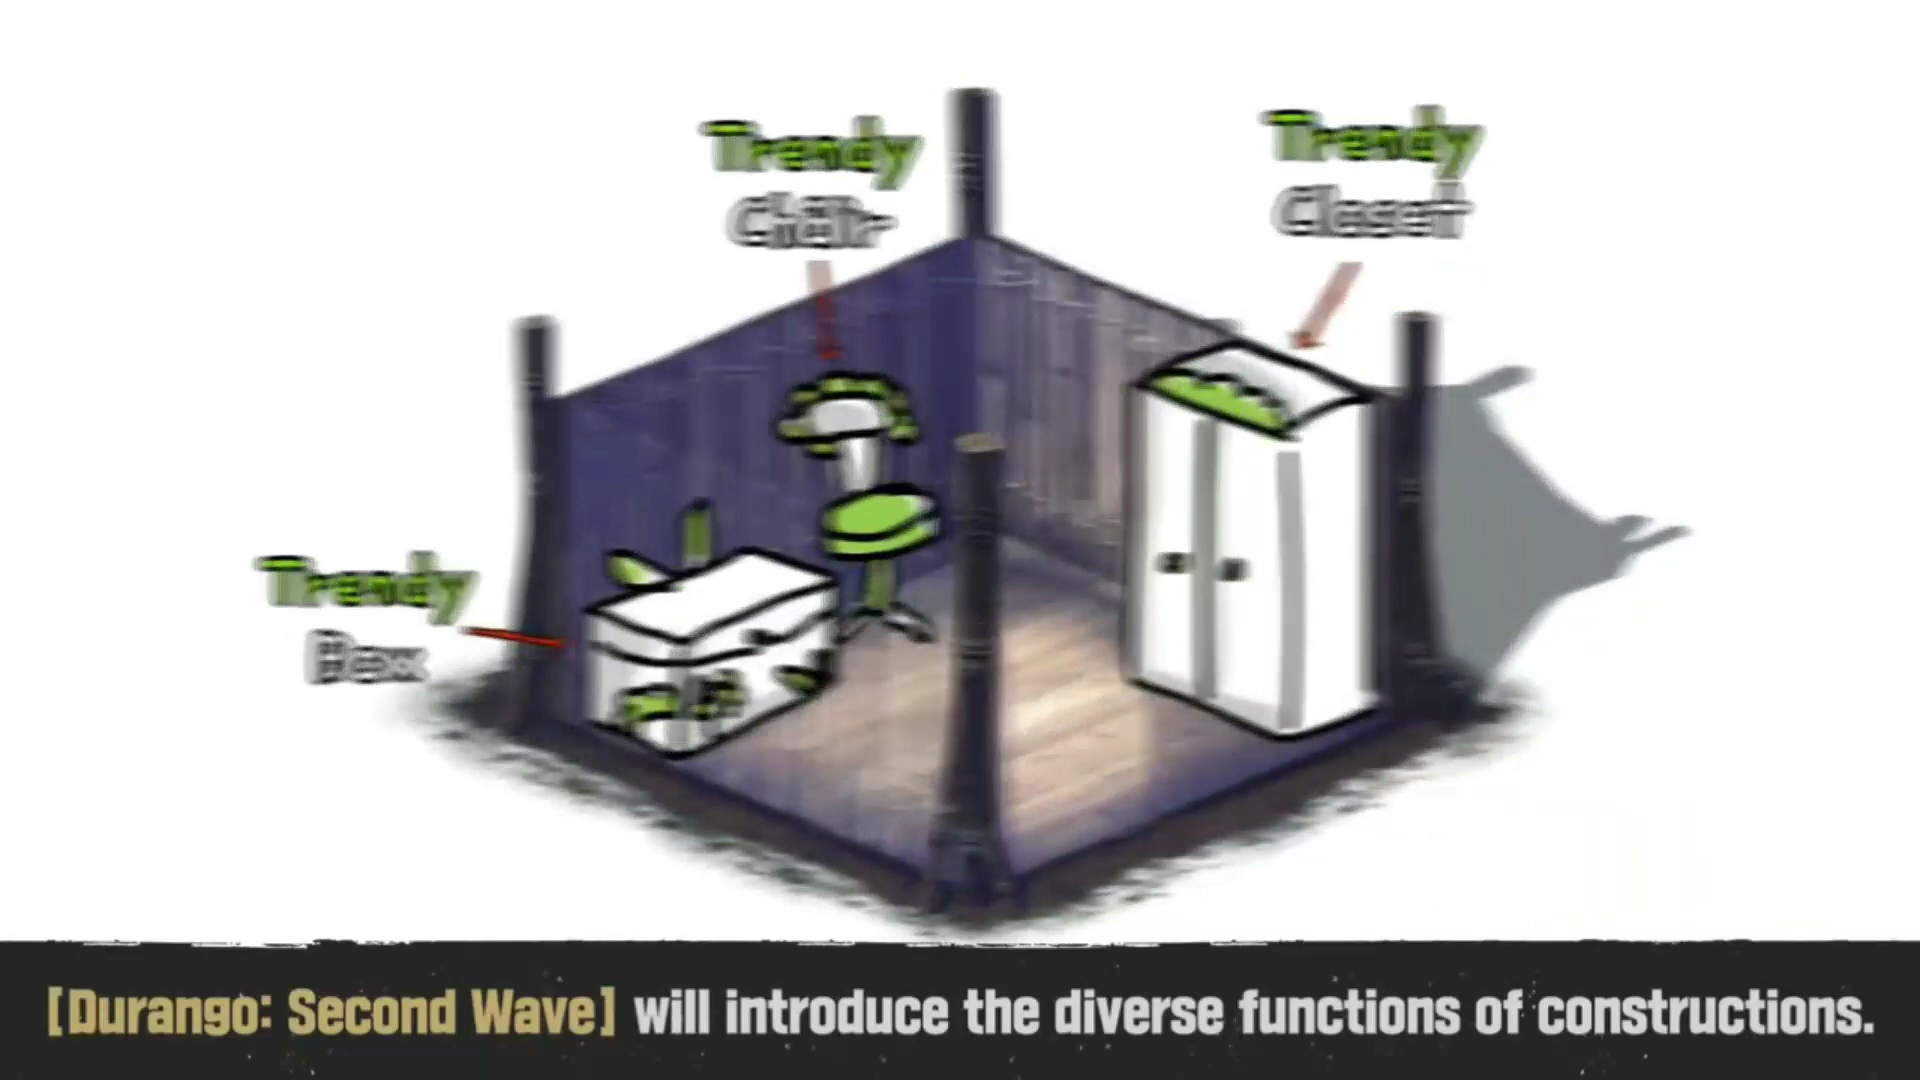 Trendy
Chair
Trendy
Closet
Trendy
Box
[Durango: Second Wave] will introduce the diverse functions of constructions.